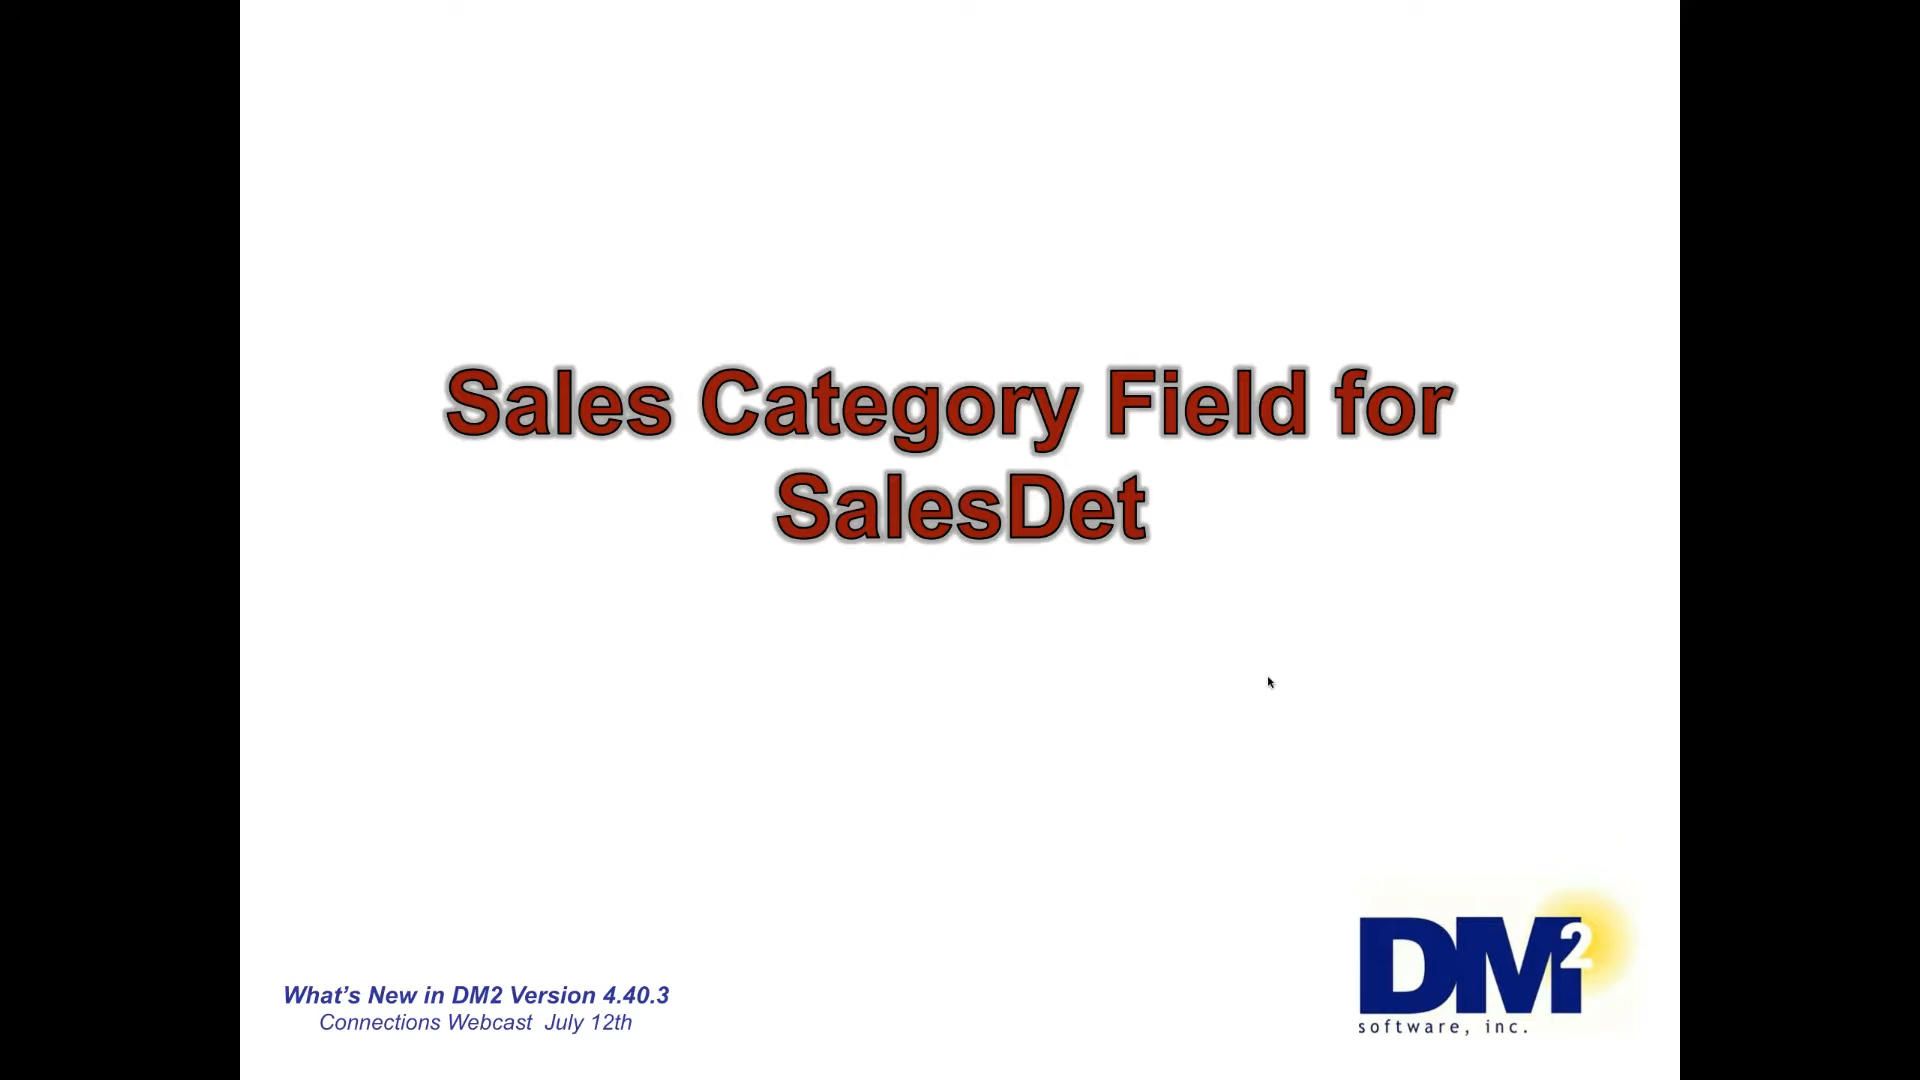 Sales Category Field for
SalesDet
What’s New in DM2 Version 4.40.3
Connections Webcast July 12th
DM2
software, inc.